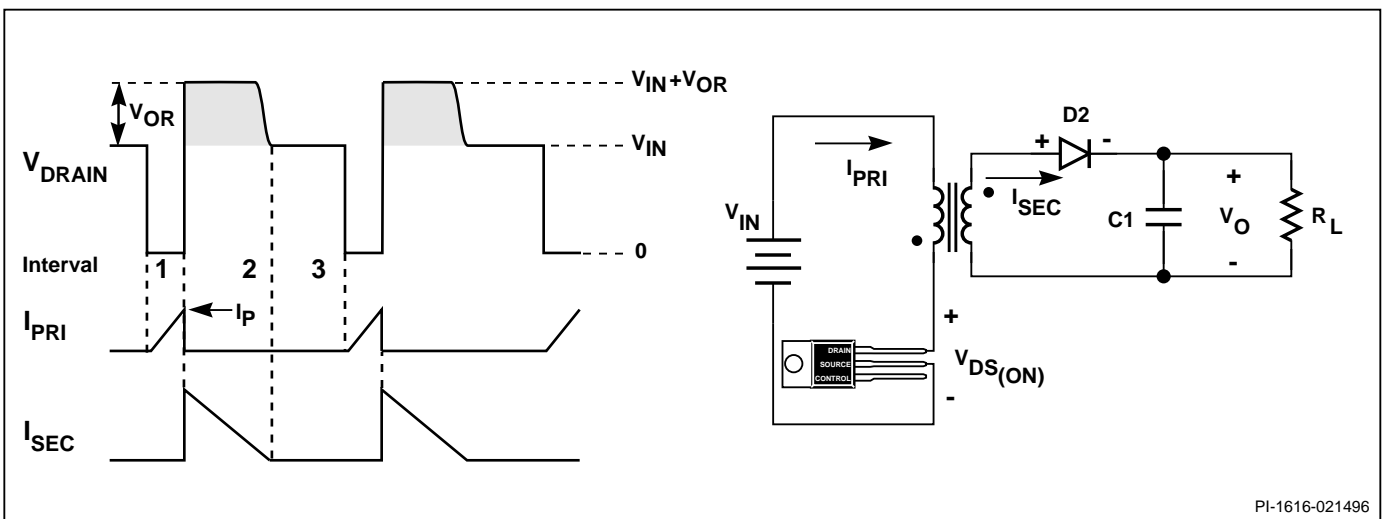 VIN+VOR
VOR
VIN
VDRAIN
0
Interval 1 2 3
IP
IPRI
ISEC
D2
+ -
IPRI
ISEC
VIN
C1
+
VO
-
RL
+
DRAIN
SOURCE
CONTROL
VDS(ON)
-
PI-1616-021496